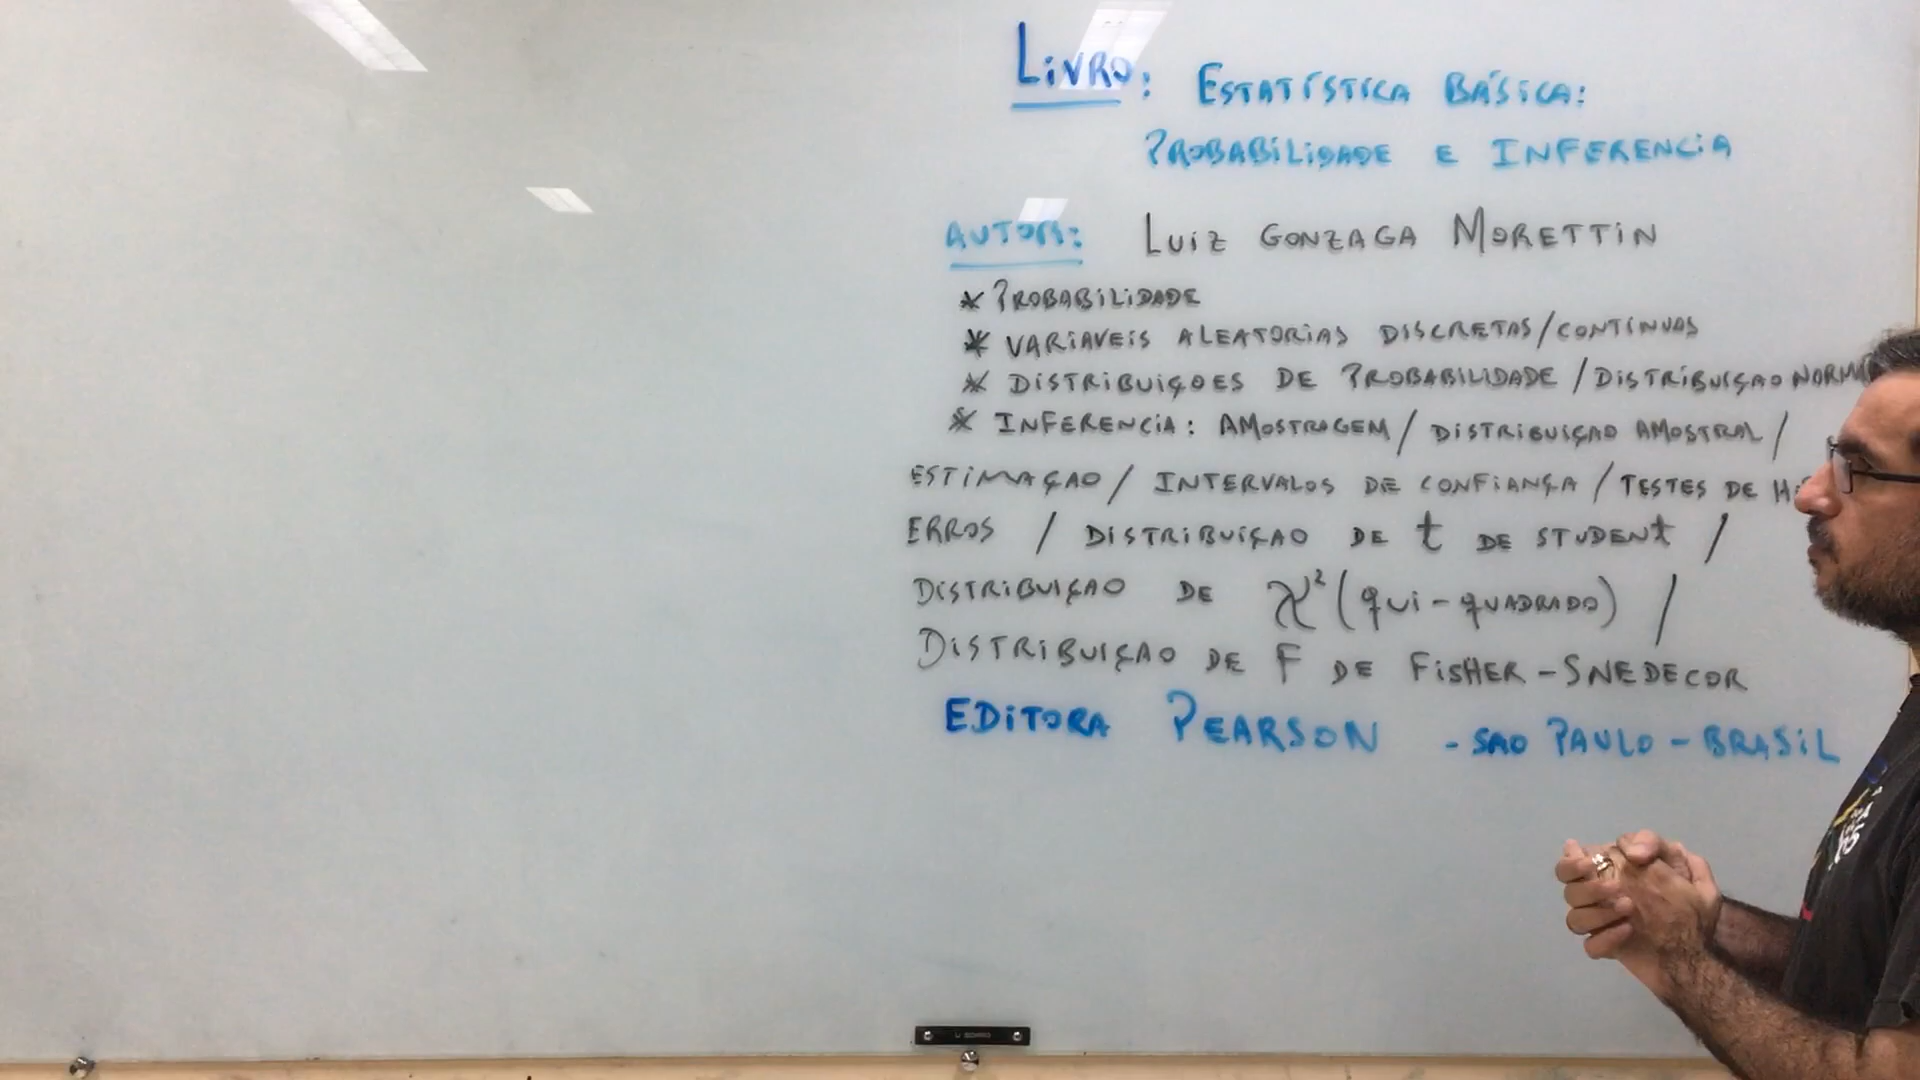 LiVRO: ESTATÍSTICA BÁSICA:
PROBABILIDADE E INFERENCIA
AUTOR: LUIZ GONZAGA MORETTIN
* PROBABILIDADE
* VARIAVEIS ALEATORIAS DISCRETAS/CONTINUAS
* DISTRIBUIÇOES DE PROBABILIDADE / DISTRIBUIÇAO
* INFERENCIA: AMOSTRAGEM / DISTRIBUIÇAO AMOSTRAL /
ESTIMAÇAO / INTERVALOS DE CONFIANÇA / TESTES DE
ERROS / DISTRIBUIÇAO DE t DE STUDENT /
DISTRIBUIÇAO DE χ² (qui-quadrado) /
DISTRIBUIÇAO DE F DE FISHER-SNEDECOR
EDITORA PEARSON - SAO PAULO - BRASIL